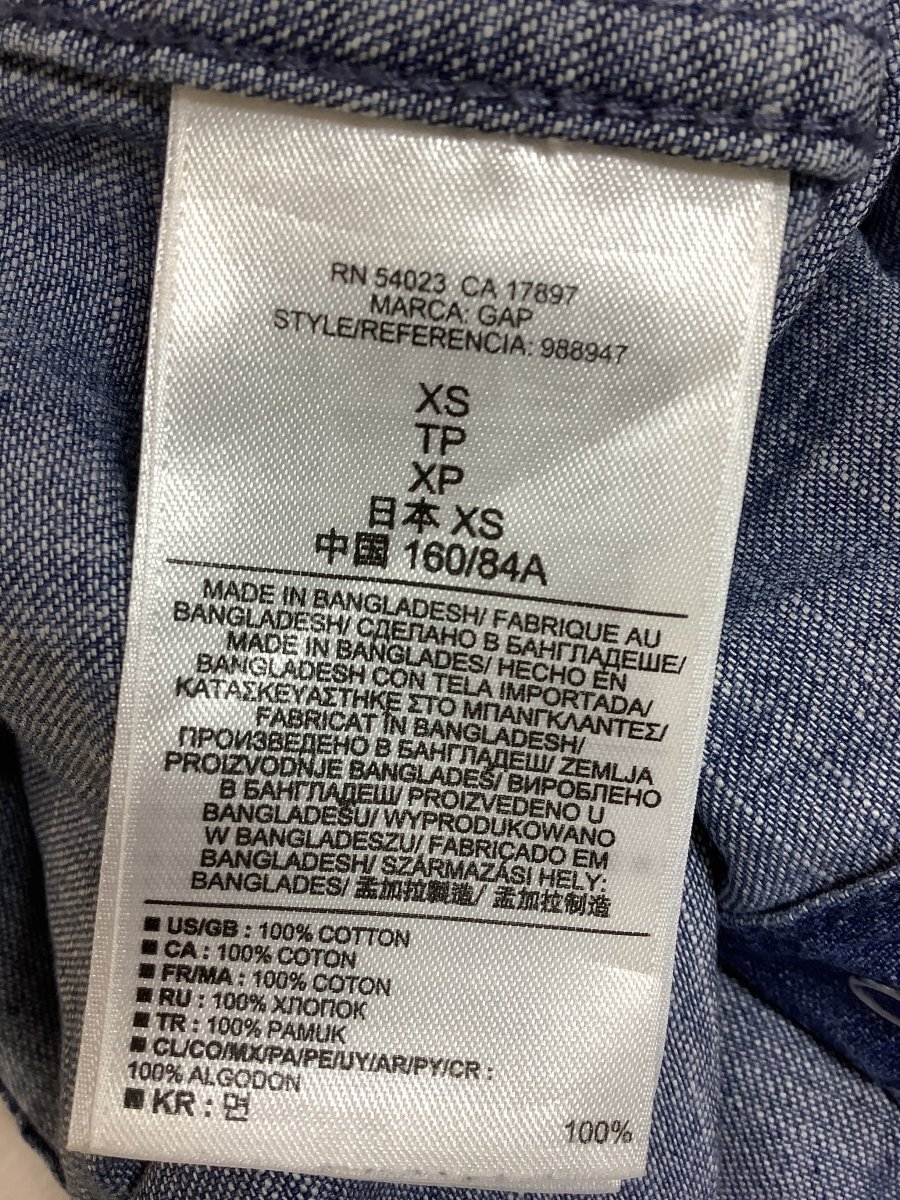 RN 54023 CA 17897
MARCA: GAP
STYLE/REFERENCIA: 988947
XS
TP
XP
日本 XS
中国 160/84A
MADE IN BANGLADESH/ FABRIQUE AU
BANGLADESH/ СДЕЛАНО В БАНГЛАДЕШЕ/
MADE IN BANGLADES/ HECHO EN
BANGLADESH CON TELA IMPORTADA/
ΚΑΤΑΣΚΕΥΑΣΤΗΚΕ ΣΤΟ ΜΠΑΝΓΚΛΑΝΤΕΣ/
FABRICAT ÎN BANGLADESH/
ПРОИЗВЕДЕНО В БАНГЛАДЕШ/ ZEMLJA
PROIZVODNJE BANGLADEŠ/ ВИРОБЛЕНО
В БАНГЛАДЕШ/ PROIZVEDENO U
BANGLADEŠU/ WYPRODUKOWANO
W BANGLADESZU/ FABRICADO EM
BANGLADESH/ SZÁRMAZÁSI HELY:
BANGLADES/ 孟加拉製造/ 孟加拉制造
■ US/GB : 100% COTTON
■ CA : 100% COTON
■ FR/MA : 100% COTON
■ RU : 100% ХЛОПОК
■ TR : 100% PAMUK
■ CL/CO/MX/PA/PE/UY/AR/PY/CR :
100% ALGODON
■ KR : 면 100%